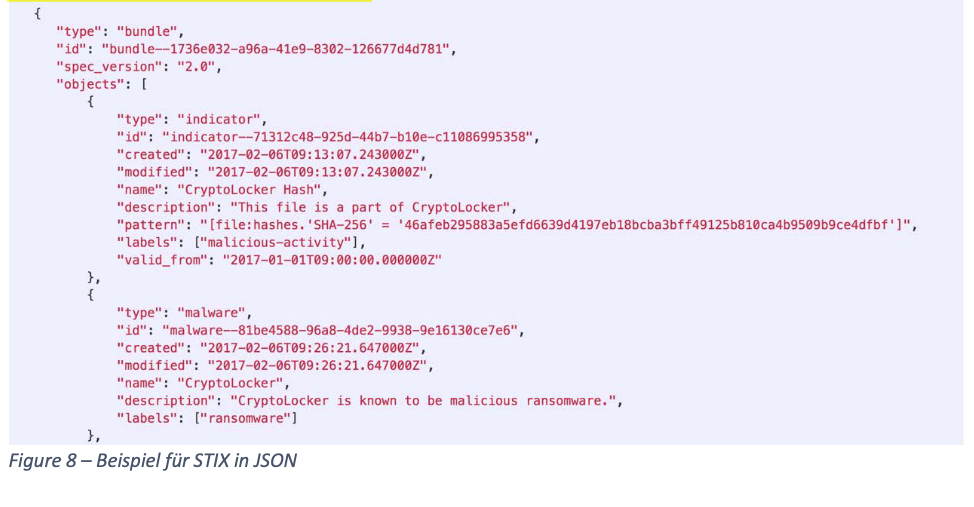 {
"type": "bundle",
"id": "bundle--1736e032-a96a-41e9-8302-126677d4d781",
"spec_version": "2.0",
"objects": [
{
"type": "indicator",
"id": "indicator--71312c48-925d-44b7-b10e-c11086995358",
"created": "2017-02-06T09:13:07.243000Z",
"modified": "2017-02-06T09:13:07.243000Z",
"name": "CryptoLocker Hash",
"description": "This file is a part of CryptoLocker",
"pattern": "[file:hashes.'SHA-256' = '46afeb295883a5efd6639d4197eb18bcba3bff49125b810ca4b9509b9ce4dfbf']",
"labels": ["malicious-activity"],
"valid_from": "2017-01-01T09:00:00.000000Z"
},
{
"type": "malware",
"id": "malware--81be4588-96a8-4de2-9938-9e16130ce7e6",
"created": "2017-02-06T09:26:21.647000Z",
"modified": "2017-02-06T09:26:21.647000Z",
"name": "CryptoLocker",
"description": "CryptoLocker is known to be malicious ransomware.",
"labels": ["ransomware"]
},
Figure 8 – Beispiel für STIX in JSON